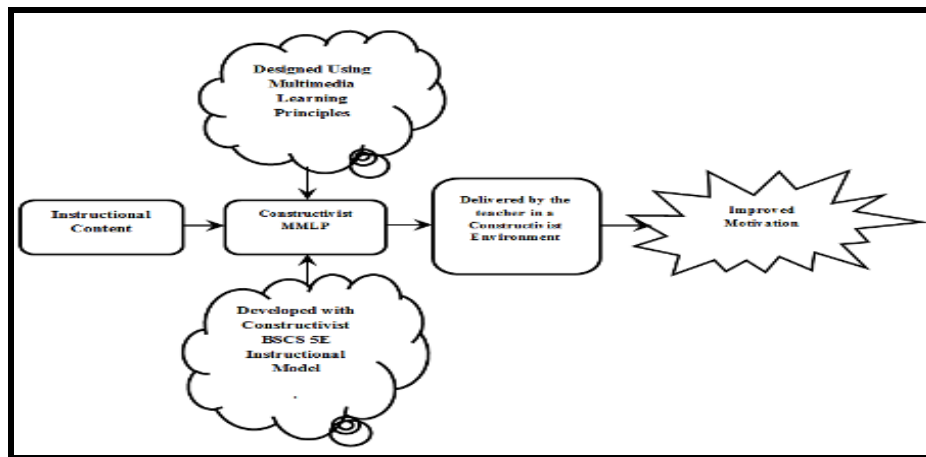 Designed Using
Multimedia
Learning
Principles
Instructional
Content
Constructivist
MMLP
Delivered by the
teacher in a
Constructivist
Environment
Improved
Motivation
Developed with
Constructivist
BSCS 5E
Instructional
Model
.